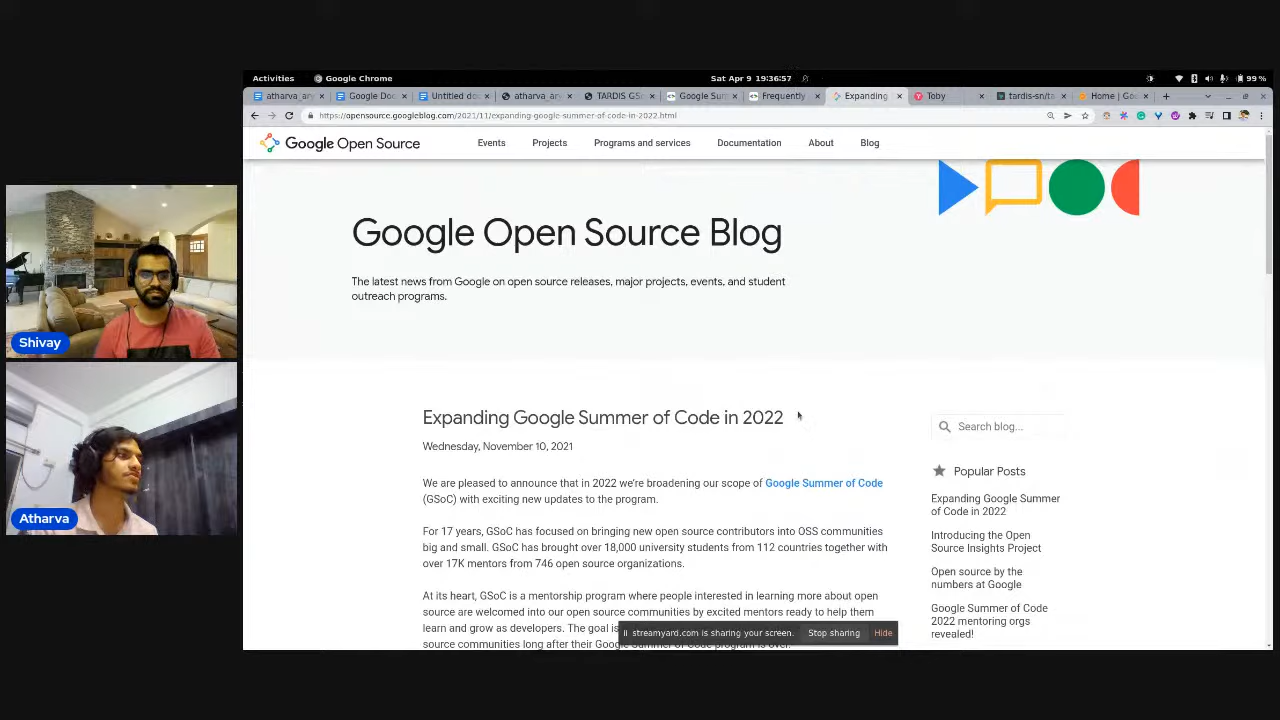 Activities
Google Chrome
Sat Apr 9 19:36:57
99 %
atharva_
Google Doc
Untitled do
atharva_ar
TARDIS GS
Google Sum
Frequently
Expanding
Toby
tardis-sn/ta
Home | Go
https://opensource.googleblog.com/2021/11/expanding-google-summer-of-code-in-2022.html
Google Open Source
Events
Projects
Programs and services
Documentation
About
Blog
Google Open Source Blog
The latest news from Google on open source releases, major projects, events, and student
outreach programs.
Shivay
Atharva
Expanding Google Summer of Code in 2022
Wednesday, November 10, 2021
We are pleased to announce that in 2022 we're broadening our scope of Google Summer of Code
(GSoC) with exciting new updates to the program.
For 17 years, GSoC has focused on bringing new open source contributors into OSS communities
big and small. GSoC has brought over 18,000 university students from 112 countries together with
over 17K mentors from 746 open source organizations.
At its heart, GSoC is a mentorship program where people interested in learning more about open
source are welcomed into our open source communities by excited mentors ready to help them
learn and grow as developers. The goal is
source communities long after their Google Summer of Code program is over.
Search blog...
Popular Posts
Expanding Google Summer
of Code in 2022
Introducing the Open
Source Insights Project
Open source by the
numbers at Google
Google Summer of Code
2022 mentoring orgs
revealed!
streamyard.com is sharing your screen.
Stop sharing
Hide